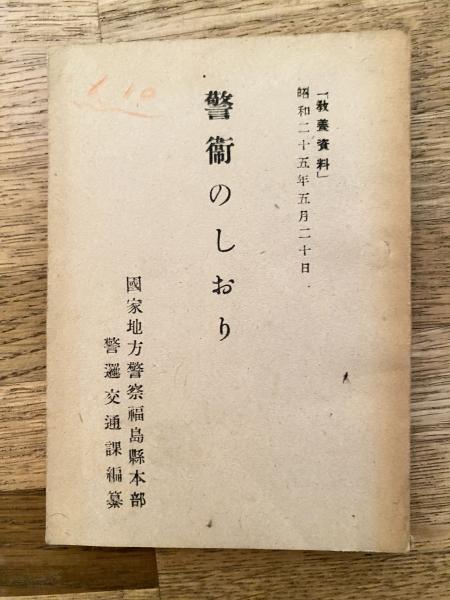 「教養資料」
昭和二十五年五月二十日
警衞のしおり
國家地方警察福島縣本部
警邏交通課編纂